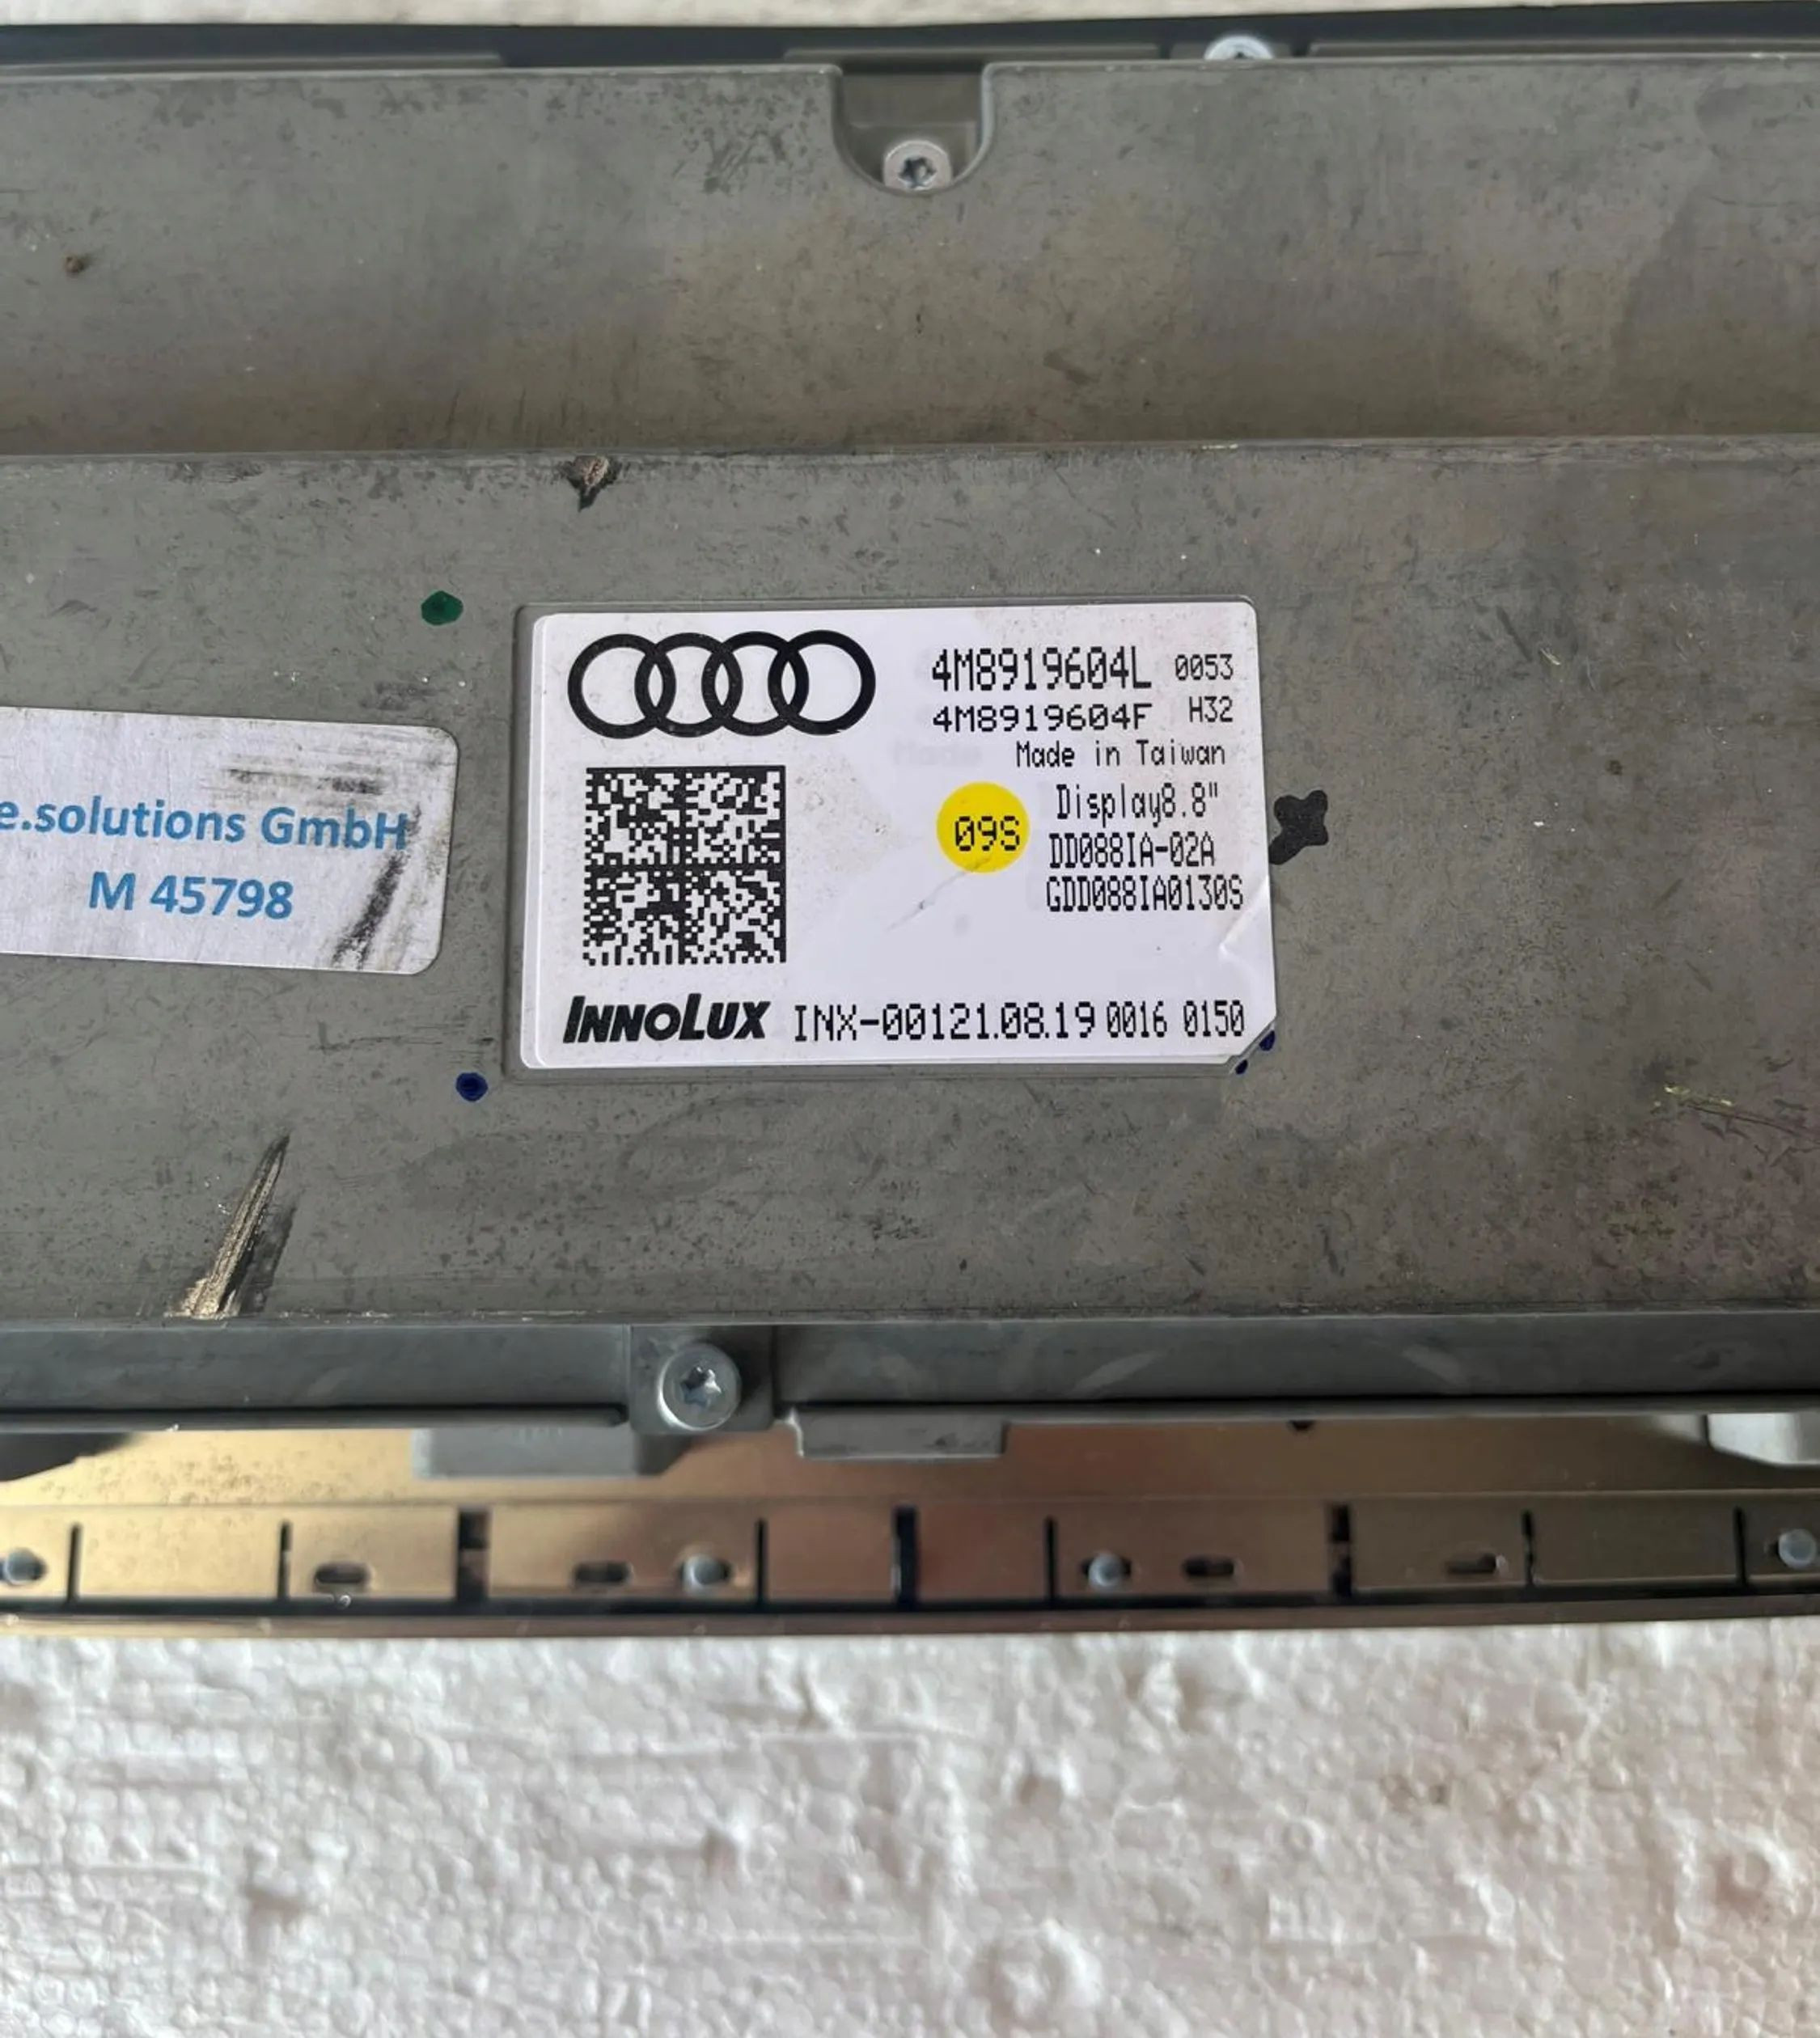 e.solutions GmbH
M 45798
4M8919604L 0053
4M8919604F H32
Made in Taiwan
Display8.8"
09S
DD088IA-02A
GDD088IA0130S
INNOLUX INX-00121.08.19 0016 0150